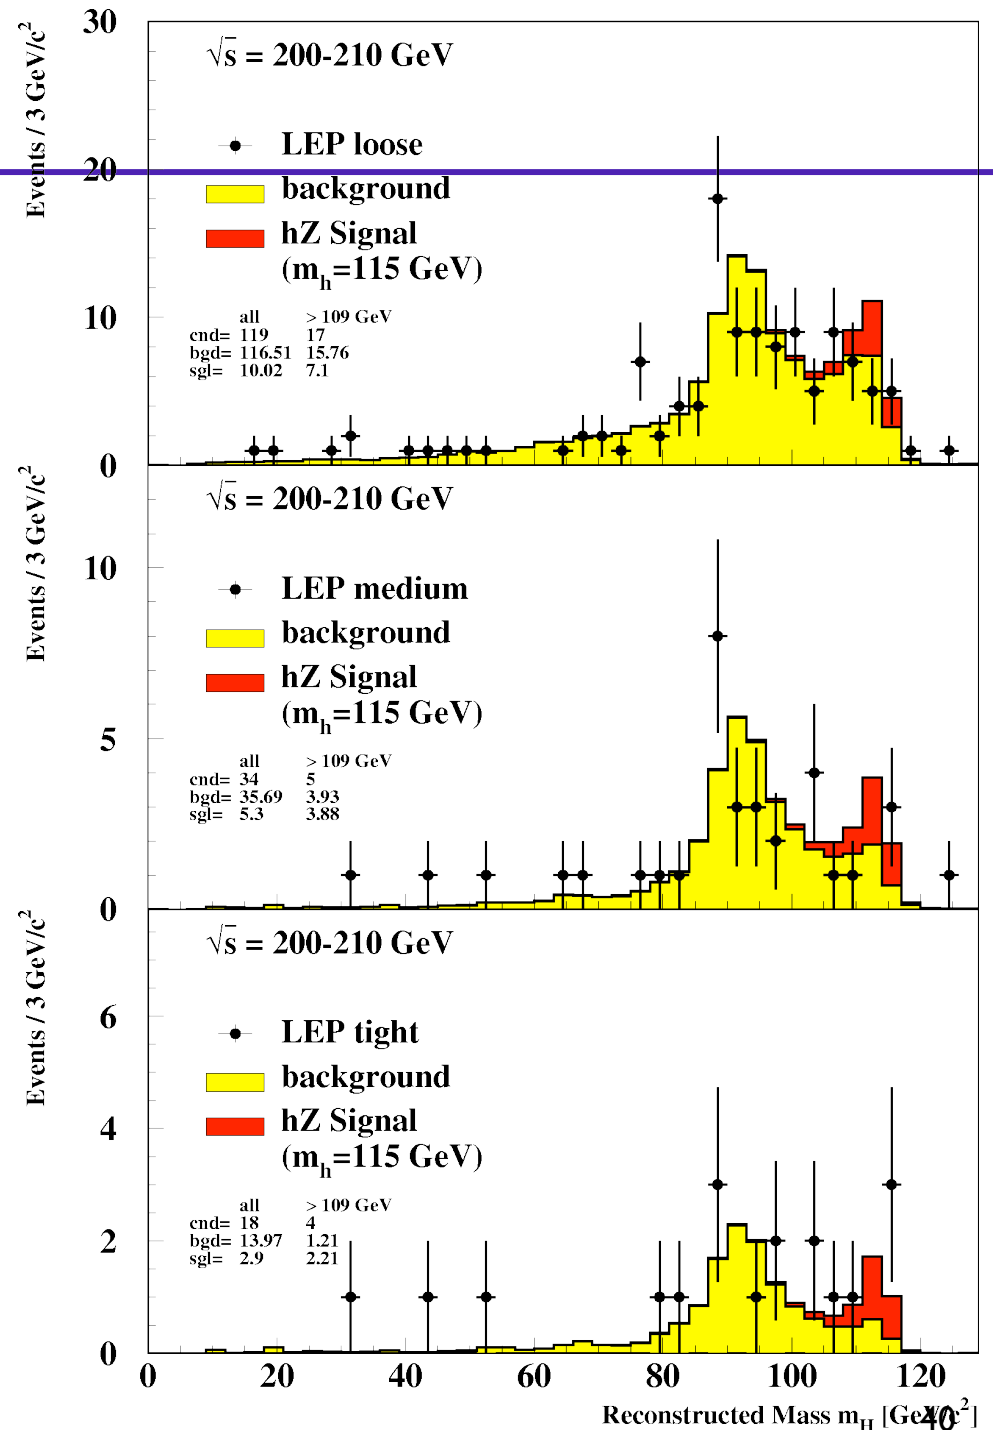 30
20
10
0
Events / 3 GeV/c²
√s = 200-210 GeV
LEP loose
background
hZ Signal
(m_h=115 GeV)
all > 109 GeV
cnd= 119 17
bgd= 116.51 15.76
sgl= 10.02 7.1
10
5
0
Events / 3 GeV/c²
√s = 200-210 GeV
LEP medium
background
hZ Signal
(m_h=115 GeV)
all > 109 GeV
cnd= 34 5
bgd= 35.69 3.93
sgl= 5.3 3.88
6
4
2
0
Events / 3 GeV/c²
√s = 200-210 GeV
LEP tight
background
hZ Signal
(m_h=115 GeV)
all > 109 GeV
cnd= 18 4
bgd= 13.97 1.21
sgl= 2.9 2.21
0 20 40 60 80 100 120
Reconstructed Mass m_H [GeV/c²]
40